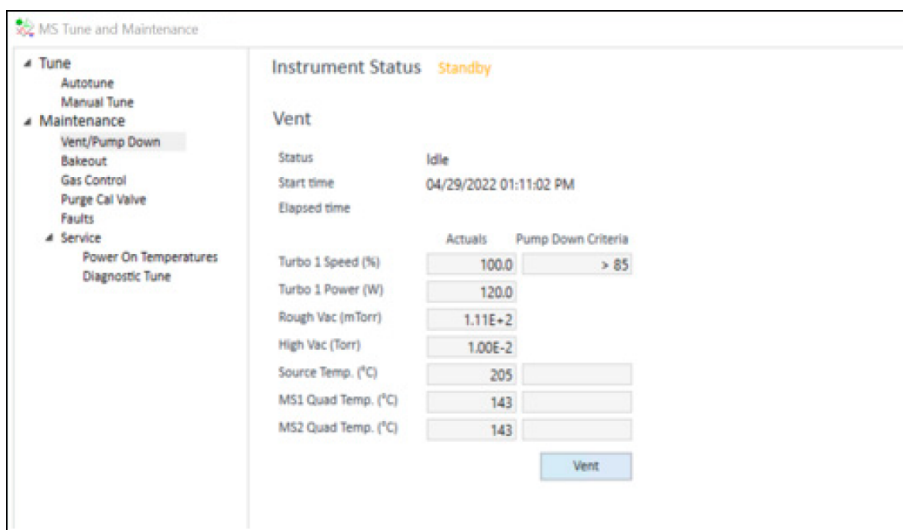 MS Tune and Maintenance
Tune
Autotune
Manual Tune
Maintenance
Vent/Pump Down
Bakeout
Gas Control
Purge Cal Valve
Faults
Service
Power On Temperatures
Diagnostic Tune
Instrument Status Standby
Vent
Status Idle
Start time 04/29/2022 01:11:02 PM
Elapsed time
Actuals Pump Down Criteria
Turbo 1 Speed (%) 100.0 > 85
Turbo 1 Power (W) 120.0
Rough Vac (mTorr) 1.11E+2
High Vac (Torr) 1.00E-2
Source Temp. (°C) 205
MS1 Quad Temp. (°C) 143
MS2 Quad Temp. (°C) 143
Vent